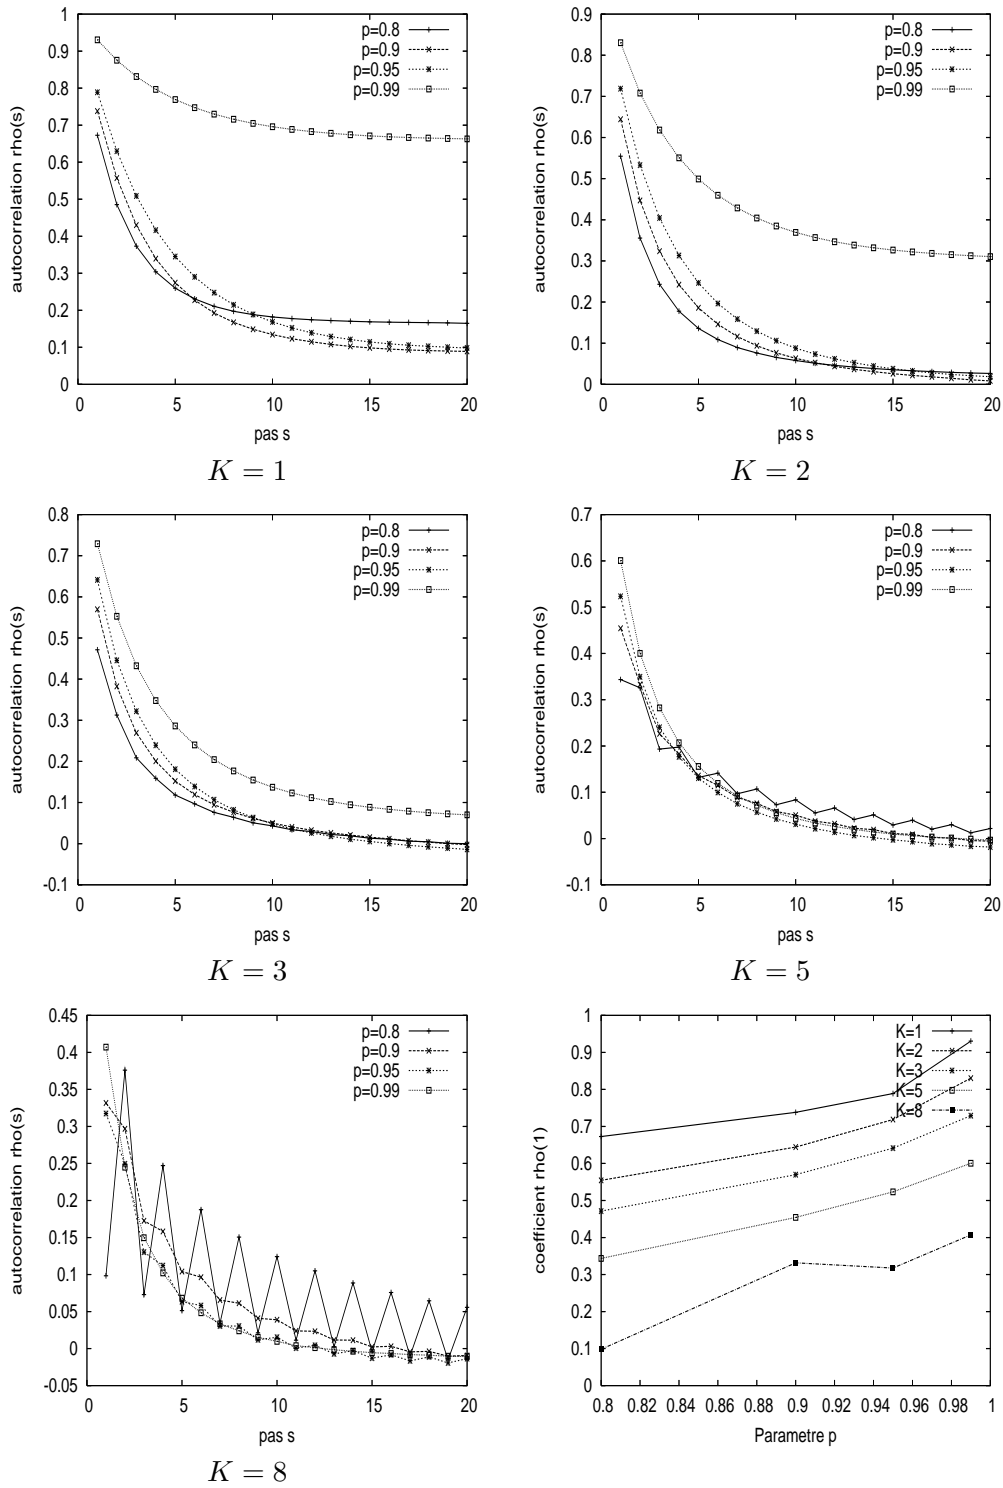 autocorrelation rho(s)
1
0.9
0.8
0.7
0.6
0.5
0.4
0.3
0.2
0.1
0
0 5 10 15 20
pas s
p=0.8
p=0.9
p=0.95
p=0.99
K = 1
autocorrelation rho(s)
0.9
0.8
0.7
0.6
0.5
0.4
0.3
0.2
0.1
0
0 5 10 15 20
pas s
p=0.8
p=0.9
p=0.95
p=0.99
K = 2
autocorrelation rho(s)
0.8
0.7
0.6
0.5
0.4
0.3
0.2
0.1
0
-0.1
0 5 10 15 20
pas s
p=0.8
p=0.9
p=0.95
p=0.99
K = 3
autocorrelation rho(s)
0.7
0.6
0.5
0.4
0.3
0.2
0.1
0
-0.1
0 5 10 15 20
pas s
p=0.8
p=0.9
p=0.95
p=0.99
K = 5
autocorrelation rho(s)
0.45
0.4
0.35
0.3
0.25
0.2
0.15
0.1
0.05
0
-0.05
0 5 10 15 20
pas s
p=0.8
p=0.9
p=0.95
p=0.99
K = 8
coefficient rho(1)
1
0.9
0.8
0.7
0.6
0.5
0.4
0.3
0.2
0.1
0
0.8 0.82 0.84 0.86 0.88 0.9 0.92 0.94 0.96 0.98 1
Parametre p
K=1
K=2
K=3
K=5
K=8